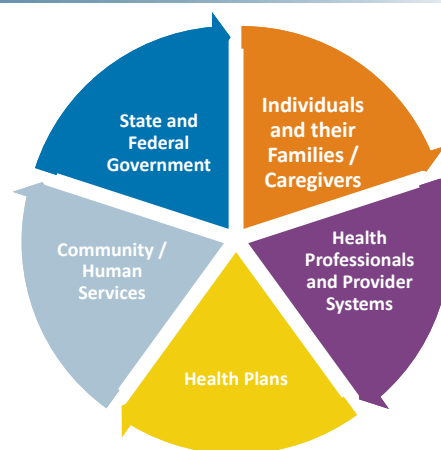 State and
Federal
Government
Individuals
and their
Families /
Caregivers
Health
Professionals
and Provider
Systems
Health Plans
Community /
Human
Services